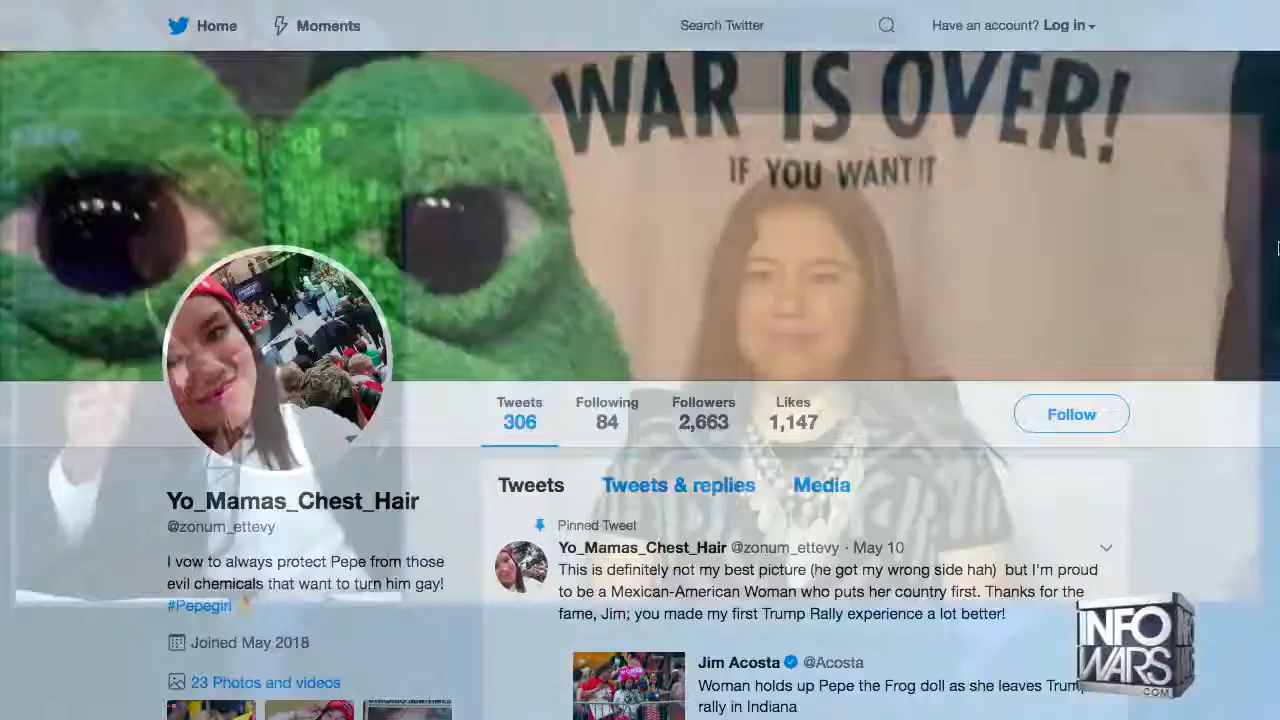 Home
Moments
Search Twitter
Have an account? Log in
WAR IS OVER!
IF YOU WANT IT
Tweets
Following
Followers
Likes
306
84
2,663
1,147
Follow
Yo_Mamas_Chest_Hair
@zonum_ettevy
I vow to always protect Pepe from those
evil chemicals that want to turn him gay!
#Pepegirl
Joined May 2018
23 Photos and videos
Tweets
Tweets & replies
Media
Pinned Tweet
Yo_Mamas_Chest_Hair @zonum_ettevy · May 10
This is definitely not my best picture (he got my wrong side hah) but I'm proud
to be a Mexican-American Woman who puts her country first. Thanks for the
fame, Jim; you made my first Trump Rally experience a lot better!
Jim Acosta @Acosta
Woman holds up Pepe the Frog doll as she leaves Trump
rally in Indiana
INFO
WARS
.COM